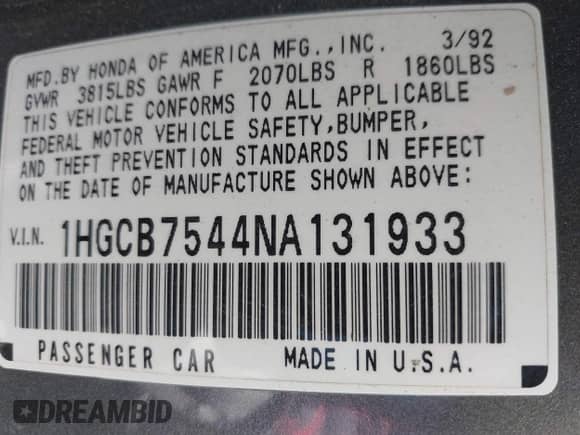 MFD.BY HONDA OF AMERICA MFG.,INC. 3/92
GVWR 3815LBS GAWR F 2070LBS R 1860LBS
THIS VEHICLE CONFORMS TO ALL APPLICABLE
FEDERAL MOTOR VEHICLE SAFETY,BUMPER,
AND THEFT PREVENTION STANDARDS IN EFFECT
ON THE DATE OF MANUFACTURE SHOWN ABOVE:
V.I.N. 1HGCB7544NA131933
PASSENGER CAR MADE IN U.S.A.
DREAMBID